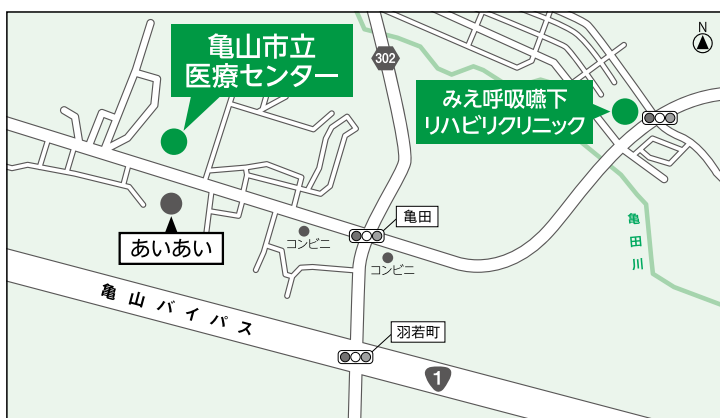 N
亀山市立
医療センター
302
みえ呼吸嚥下
リハビリクリニック
亀田
亀田川
あいあい
コンビニ
コンビニ
亀山バイパス
羽若町
1